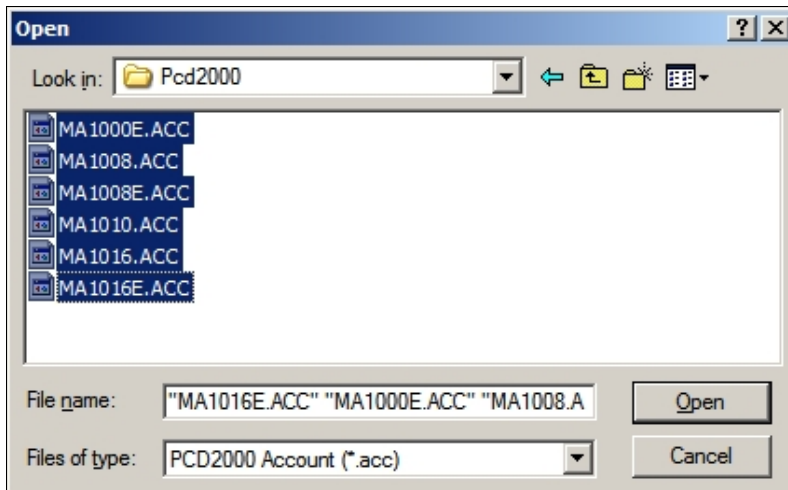 Open
Look in: Pcd2000
MA1000E.ACC
MA1008.ACC
MA1008E.ACC
MA1010.ACC
MA1016.ACC
MA1016E.ACC
File name: "MA1016E.ACC" "MA1000E.ACC" "MA1008.A Open
Files of type: PCD2000 Account (*.acc) Cancel